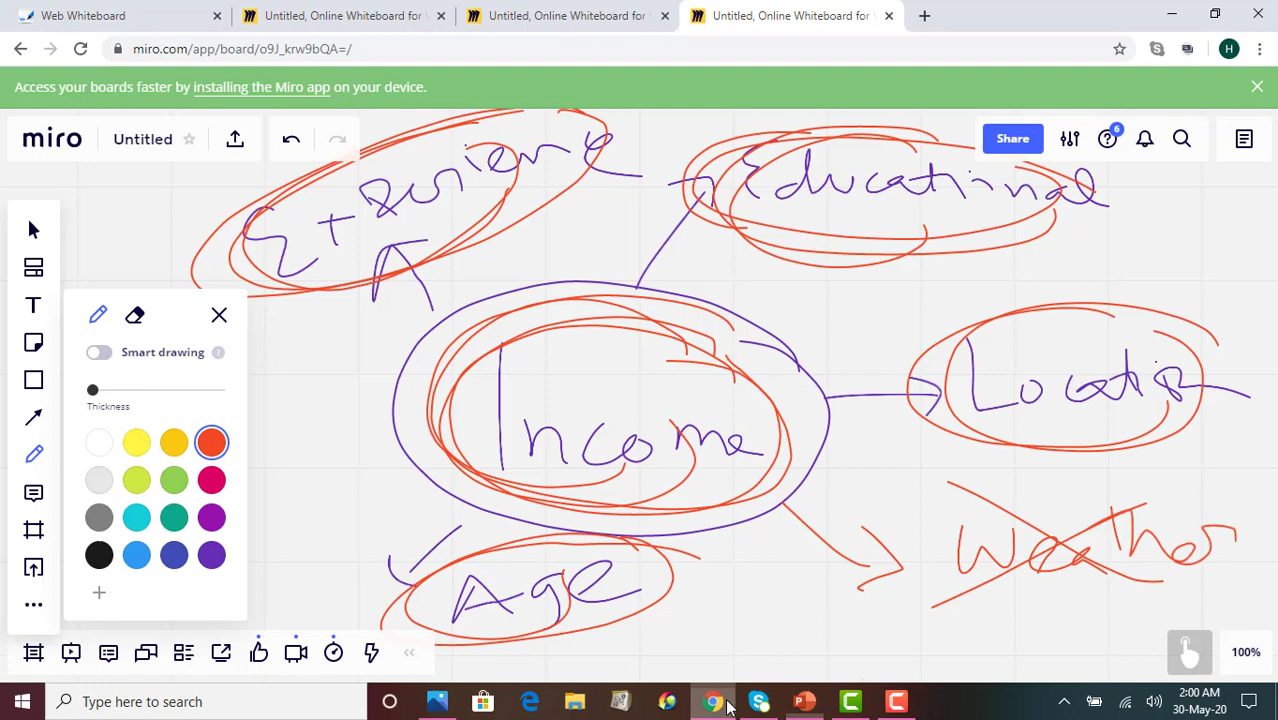 Web Whiteboard
Untitled, Online Whiteboard for
Untitled, Online Whiteboard for
Untitled, Online Whiteboard for
miro.com/app/board/o9J_krw9bQA=/
H
Access your boards faster by installing the Miro app on your device.
miro
Untitled
Share
6
Educational
Income
Location
Age
Weather
T
Smart drawing
Thickness
100%
Type here to search
2:00 AM
30-May-20